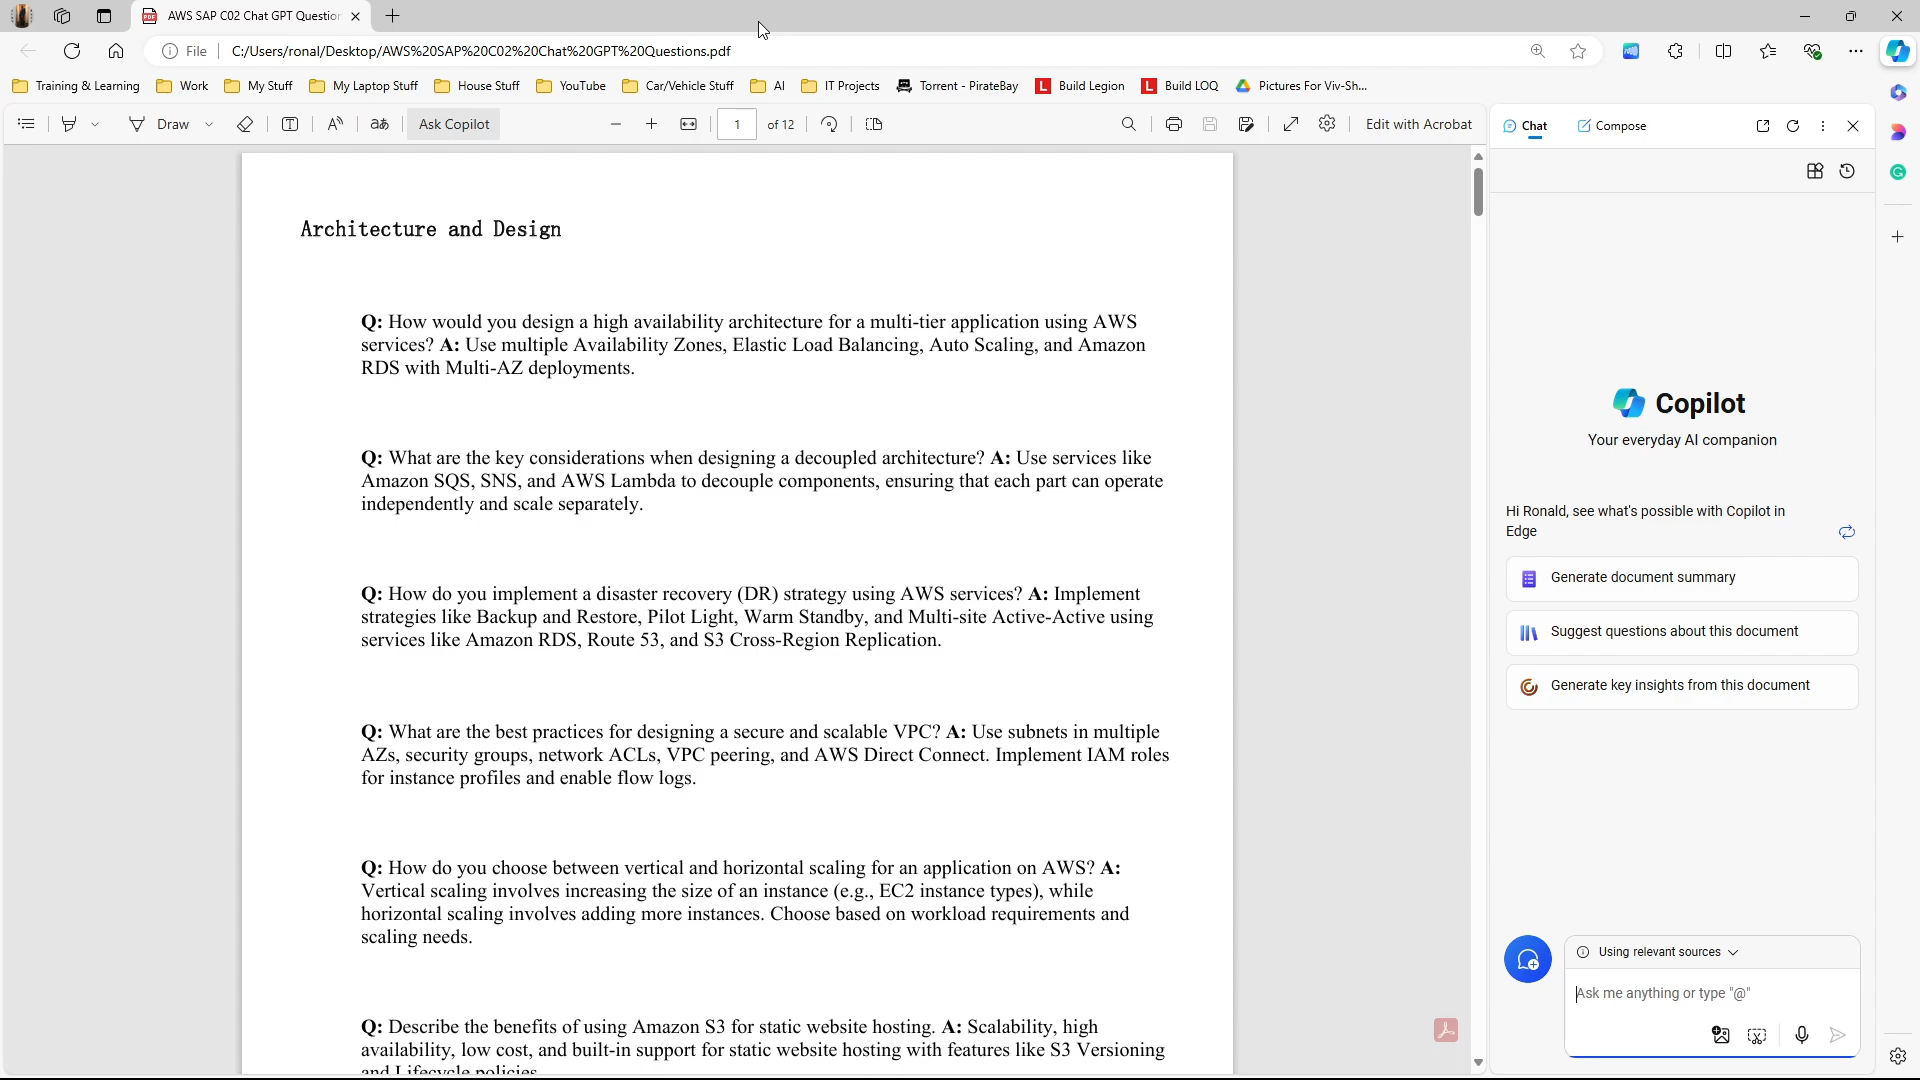 AWS SAP C02 Chat GPT Question
File
C:/Users/ronal/Desktop/AWS%20SAP%20C02%20Chat%20GPT%20Questions.pdf
Training & Learning
Work
My Stuff
My Laptop Stuff
House Stuff
YouTube
Car/Vehicle Stuff
AI
IT Projects
Torrent - PirateBay
L Build Legion
L Build LOQ
Pictures For Viv-Sh...
Draw
Ask Copilot
1 of 12
Edit with Acrobat
Chat
Compose
Architecture and Design
Q: How would you design a high availability architecture for a multi-tier application using AWS
services? A: Use multiple Availability Zones, Elastic Load Balancing, Auto Scaling, and Amazon
RDS with Multi-AZ deployments.
Q: What are the key considerations when designing a decoupled architecture? A: Use services like
Amazon SQS, SNS, and AWS Lambda to decouple components, ensuring that each part can operate
independently and scale separately.
Q: How do you implement a disaster recovery (DR) strategy using AWS services? A: Implement
strategies like Backup and Restore, Pilot Light, Warm Standby, and Multi-site Active-Active using
services like Amazon RDS, Route 53, and S3 Cross-Region Replication.
Q: What are the best practices for designing a secure and scalable VPC? A: Use subnets in multiple
AZs, security groups, network ACLs, VPC peering, and AWS Direct Connect. Implement IAM roles
for instance profiles and enable flow logs.
Q: How do you choose between vertical and horizontal scaling for an application on AWS? A:
Vertical scaling involves increasing the size of an instance (e.g., EC2 instance types), while
horizontal scaling involves adding more instances. Choose based on workload requirements and
scaling needs.
Q: Describe the benefits of using Amazon S3 for static website hosting. A: Scalability, high
availability, low cost, and built-in support for static website hosting with features like S3 Versioning
and Lifecycle policies.
Copilot
Your everyday AI companion
Hi Ronald, see what's possible with Copilot in
Edge
Generate document summary
Suggest questions about this document
Generate key insights from this document
Using relevant sources
Ask me anything or type "@"